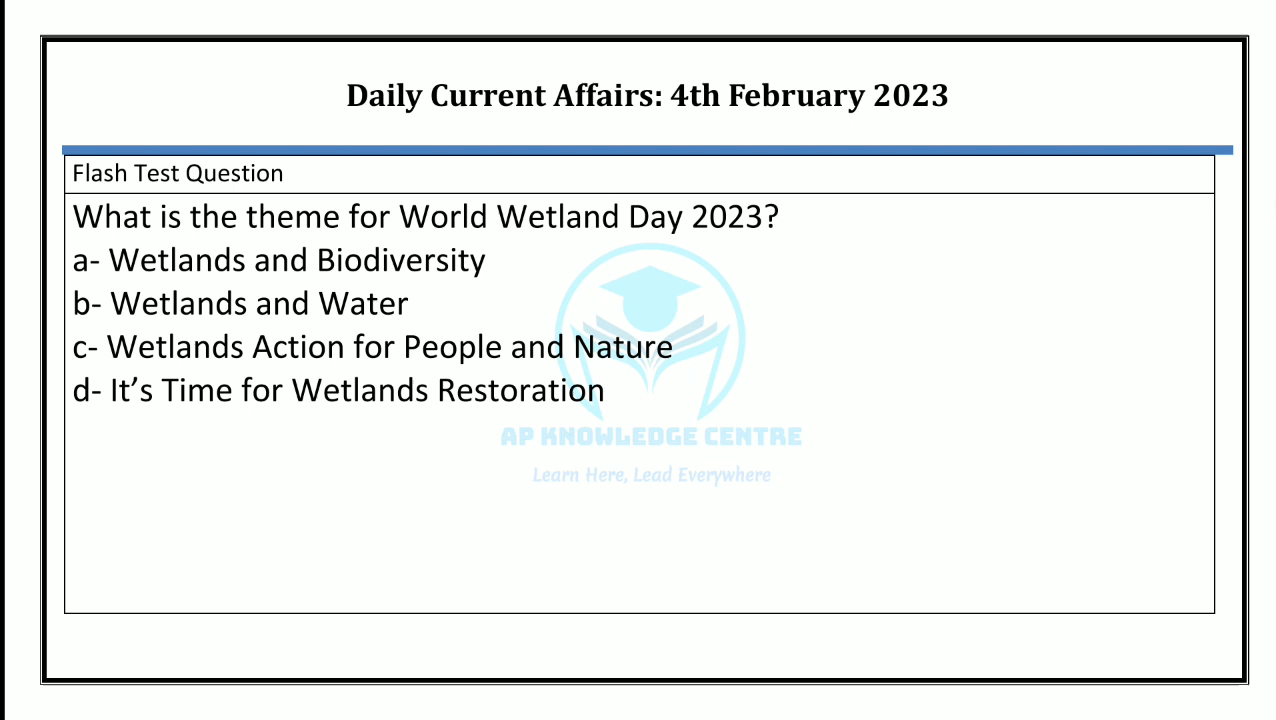 Daily Current Affairs: 4th February 2023
Flash Test Question
What is the theme for World Wetland Day 2023?
a- Wetlands and Biodiversity
b- Wetlands and Water
c- Wetlands Action for People and Nature
d- It’s Time for Wetlands Restoration
AP KNOWLEDGE CENTRE
Learn Here, Lead Everywhere